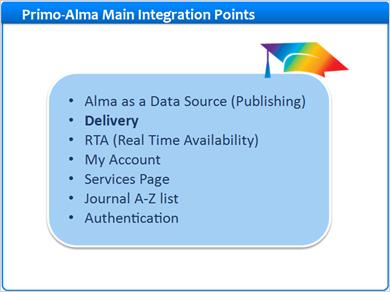 Primo-Alma Main Integration Points
• Alma as a Data Source (Publishing)
• Delivery
• RTA (Real Time Availability)
• My Account
• Services Page
• Journal A-Z list
• Authentication